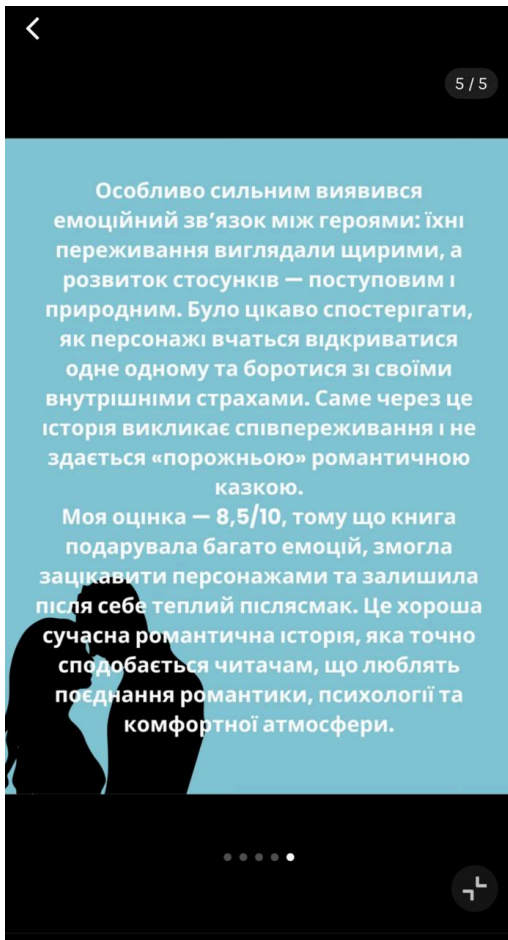 5 / 5
Особливо сильним виявився
емоційний зв’язок між героями: їхні
переживання виглядали щирими, а
розвиток стосунків — поступовим і
природним. Було цікаво спостерігати,
як персонажі вчаться відкриватися
одне одному та боротися зі своїми
внутрішніми страхами. Саме через це
історія викликає співпереживання і не
здається «порожньою» романтичною
казкою.
Моя оцінка — 8,5/10, тому що книга
подарувала багато емоцій, змогла
зацікавити персонажами та залишила
після себе теплий післясмак. Це хороша
сучасна романтична історія, яка точно
сподобається читачам, що люблять
поєднання романтики, психології та
комфортної атмосфери.